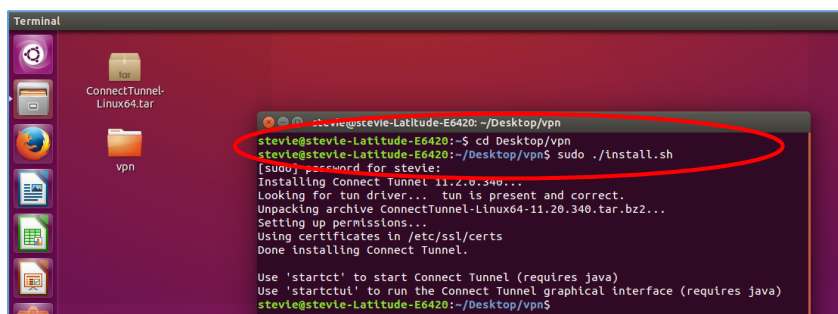 Terminal
tar
ConnectTunnel-
Linux64.tar
vpn
stevie@stevie-Latitude-E6420: ~/Desktop/vpn
stevie@stevie-Latitude-E6420:~$ cd Desktop/vpn
stevie@stevie-Latitude-E6420:~/Desktop/vpn$ sudo ./install.sh
[sudo] password for stevie:
Installing Connect Tunnel 11.2.0.340...
Looking for tun driver... tun is present and correct.
Unpacking archive ConnectTunnel-Linux64-11.20.340.tar.bz2...
Setting up permissions...
Using certificates in /etc/ssl/certs
Done installing Connect Tunnel.
Use 'startct' to start Connect Tunnel (requires java)
Use 'startctui' to run the Connect Tunnel graphical interface (requires java)
stevie@stevie-Latitude-E6420:~/Desktop/vpn$